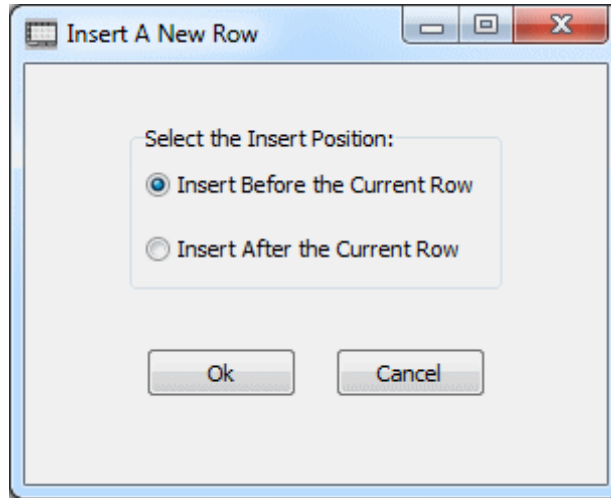 Insert A New Row
Select the Insert Position:
Insert Before the Current Row
Insert After the Current Row
Ok Cancel